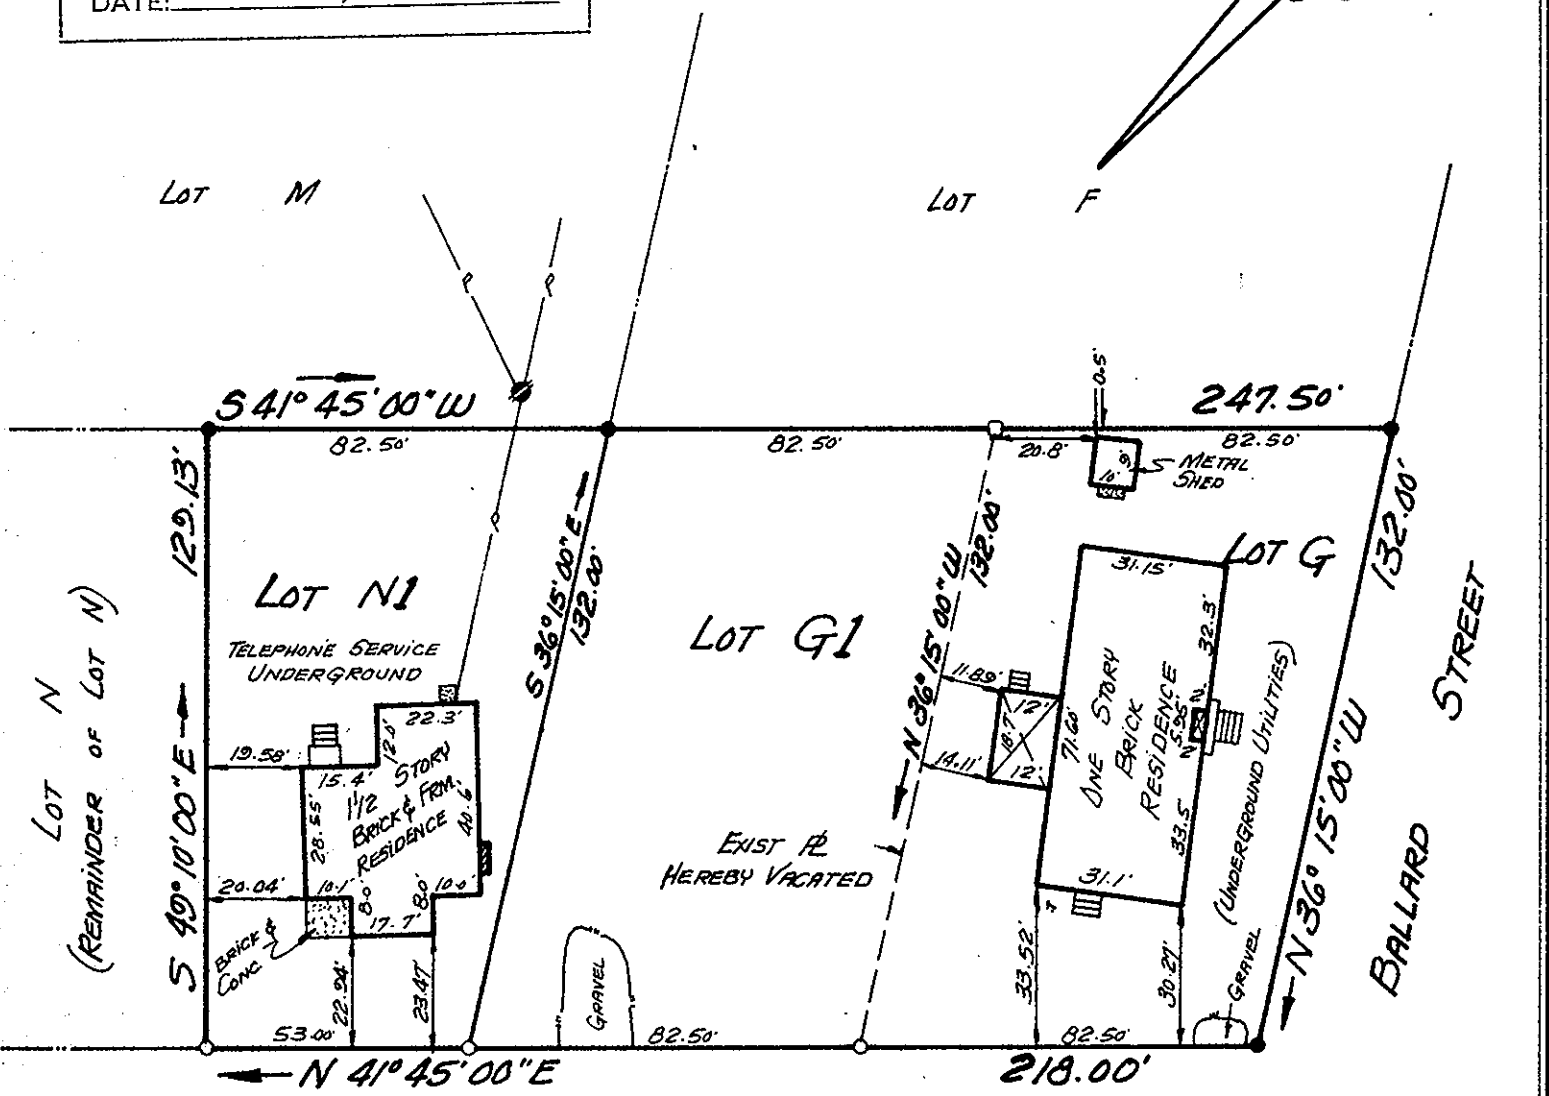 DATE:
LOT M
LOT F
S 41° 45' 00" W
247.50'
82.50'
82.50'
82.50'
0.5'
20.8'
10'
9'
METAL
SHED
129.13'
S 49° 10' 00" E
LOT N
(REMAINDER OF LOT N)
P
P
P
LOT N1
TELEPHONE SERVICE
UNDERGROUND
S 36° 15' 00" E
132.00'
LOT G1
N 36° 15' 00" W
132.00'
LOT G
132.00'
N 36° 15' 00" W
BALLARD STREET
22.3'
12.0'
19.58'
15.4'
1 1/2 STORY
BRICK & FRM.
RESIDENCE
28.55'
40.6'
20.04'
10.1'
8.0'
8.0'
10.0'
17.7'
BRICK &
CONC.
22.94'
23.47'
31.15'
32.3'
11.89'
12'
18.7'
14.11'
12'
71.60'
ONE STORY
BRICK
RESIDENCE
5.95'
33.5'
31.1'
(UNDERGROUND UTILITIES)
EXIST PL
HEREBY VACATED
33.52'
30.27'
GRAVEL
GRAVEL
53.00'
82.50'
82.50'
N 41° 45' 00" E
218.00'